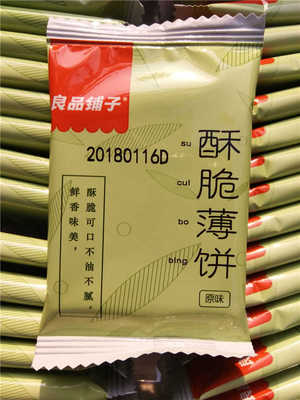 良品铺子
20180116D
酥脆薄饼
su
cui
bo
bing
原味
酥脆可口不油不腻，
鲜香味美，